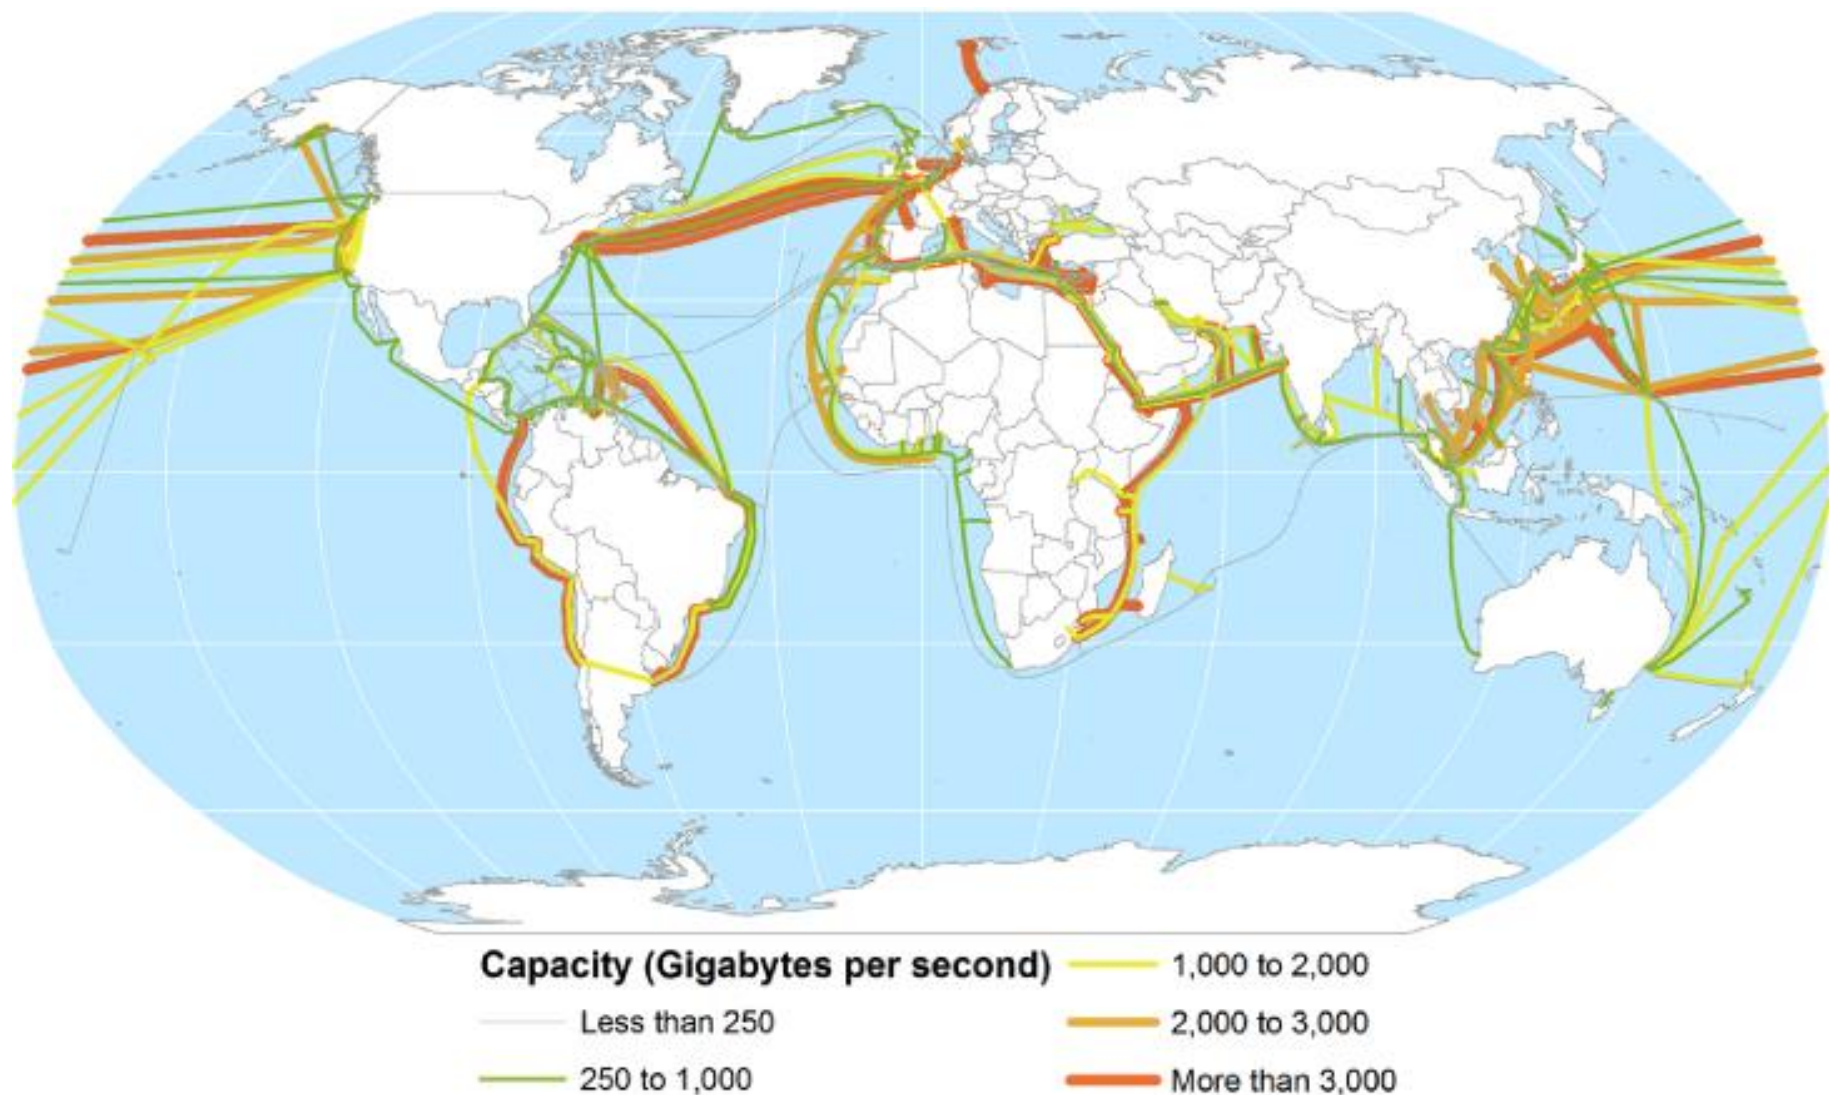 Capacity (Gigabytes per second)
Less than 250
250 to 1,000
1,000 to 2,000
2,000 to 3,000
More than 3,000